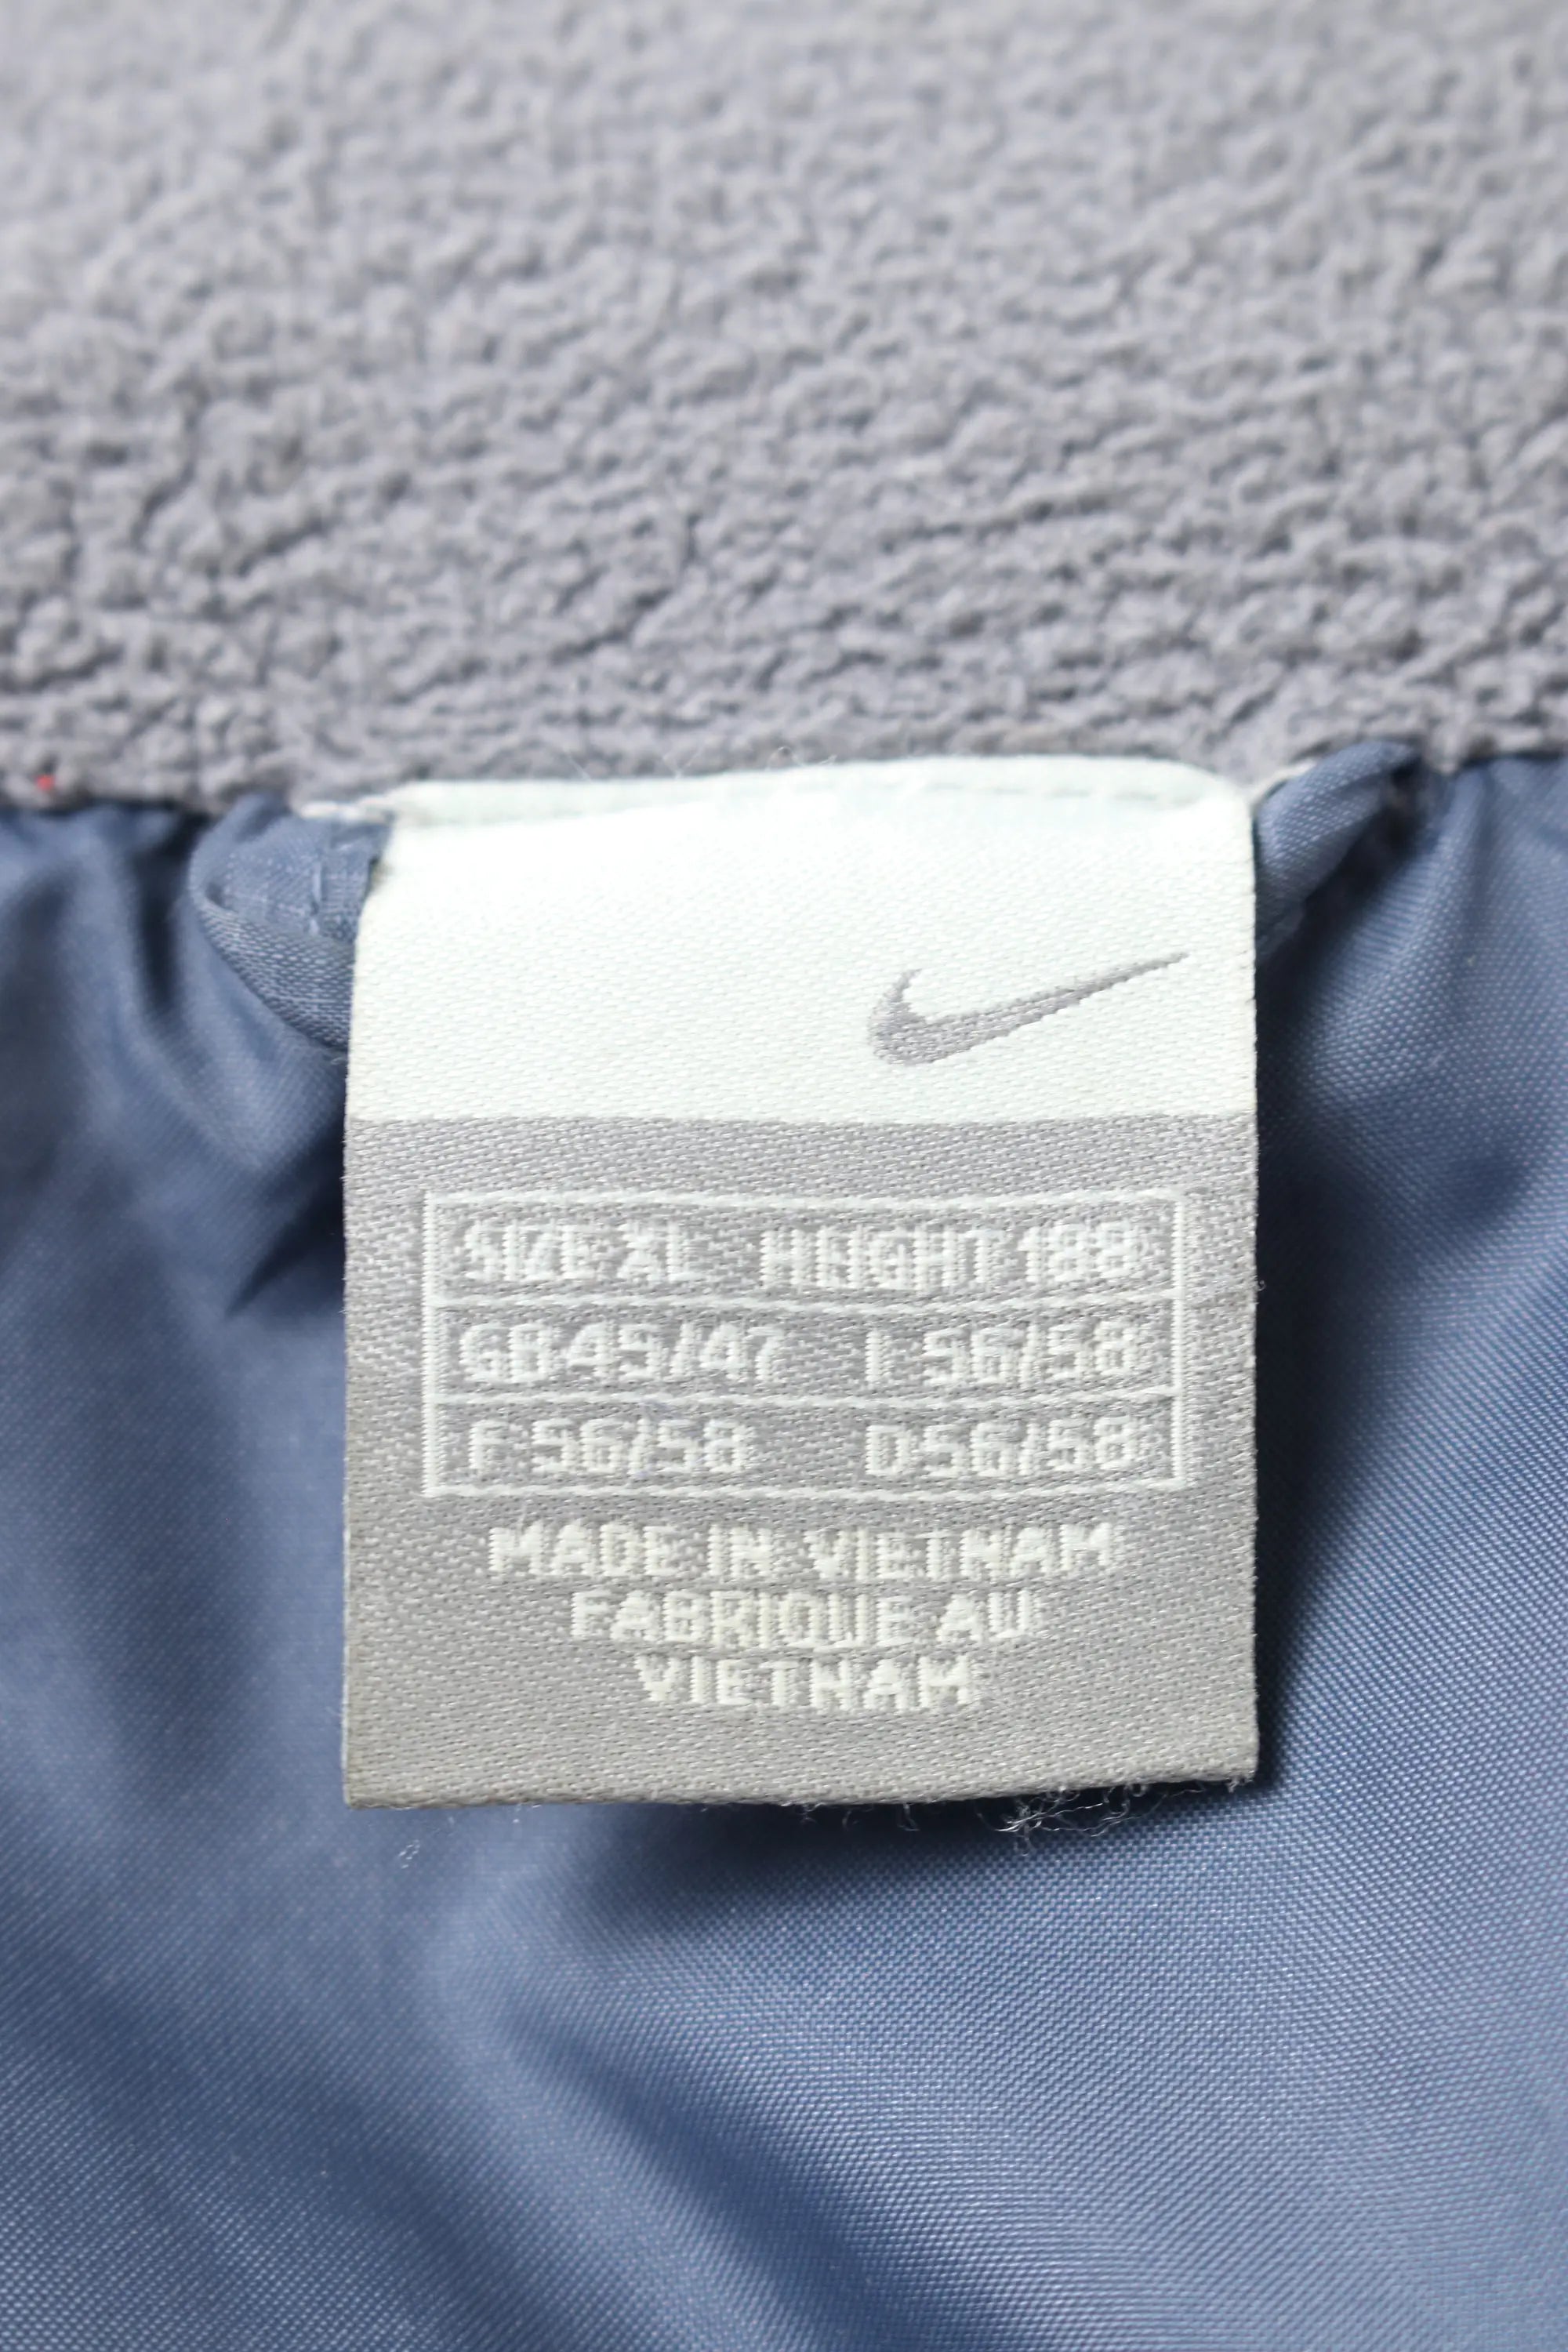 SIZE XL HEIGHT 188
GB 45/47 I 56/58
F 56/58 D 56/58
MADE IN VIETNAM
FABRIQUE AU
VIETNAM